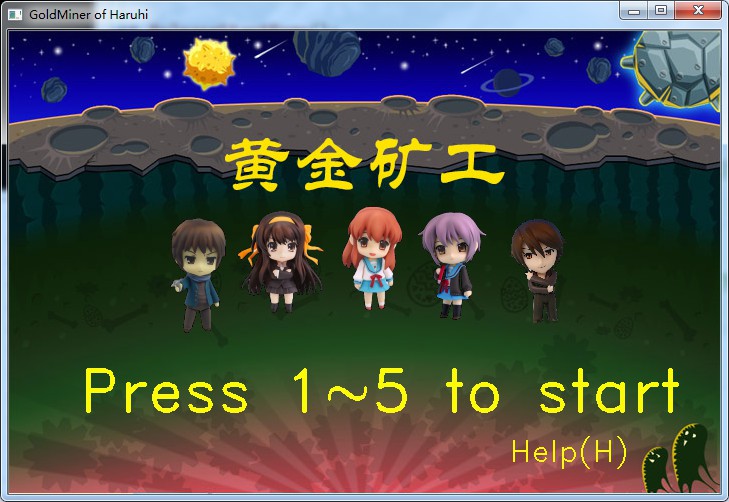 GoldMiner of Haruhi
黄金矿工
Press 1~5 to start
Help(H)